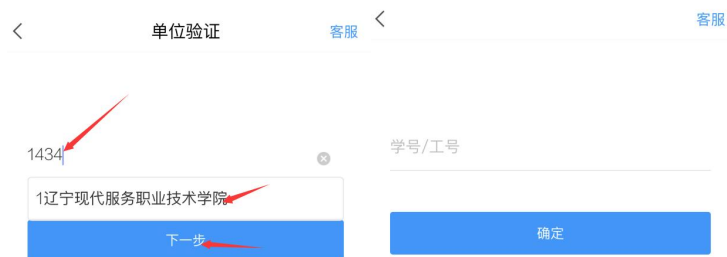 单位验证
客服
1434
1辽宁现代服务职业技术学院
下一步
客服
学号/工号
确定